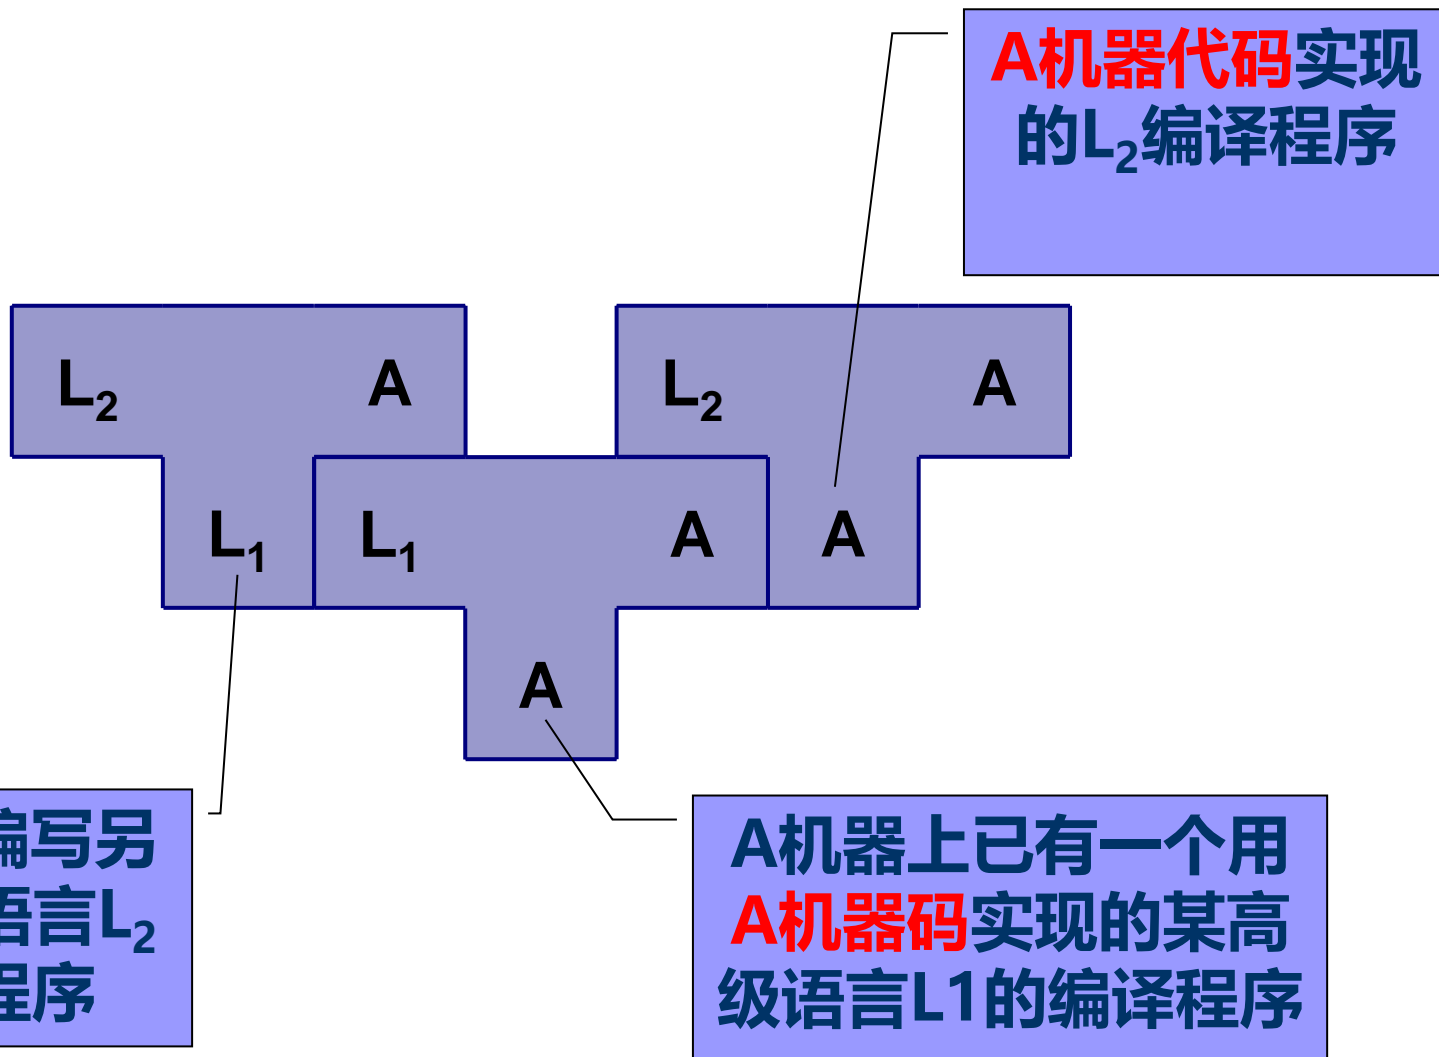 A机器代码实现
的L₂编译程序
L₂ A L₂ A
L₁ L₁ A A
A
编写另
语言L₂
程序
A机器上已有一个用
A机器码实现的某高
级语言L1的编译程序